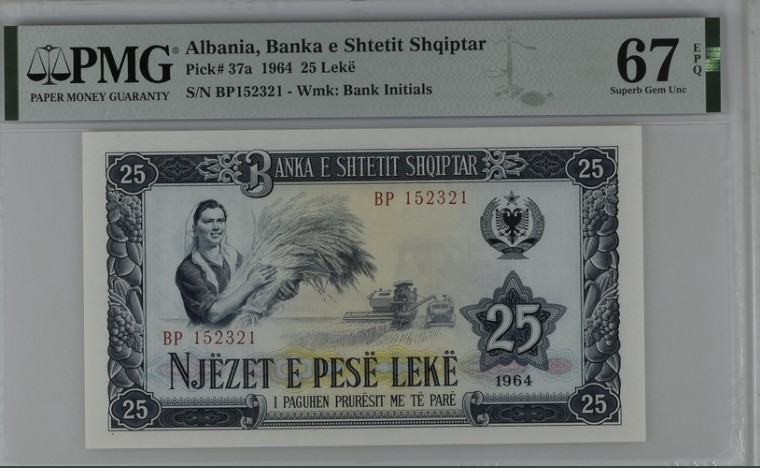 PMG®
PAPER MONEY GUARANTY
Albania, Banka e Shtetit Shqiptar
Pick# 37a 1964 25 Lekë
S/N BP152321 - Wmk: Bank Initials
67
EPQ
Superb Gem Unc
25 BANKA E SHTETIT SHQIPTAR 25
BP 152321
25
BP 152321
NJËZET E PESË LEKË
1964
I PAGUHEN PRURËSIT ME TË PARË
25 25